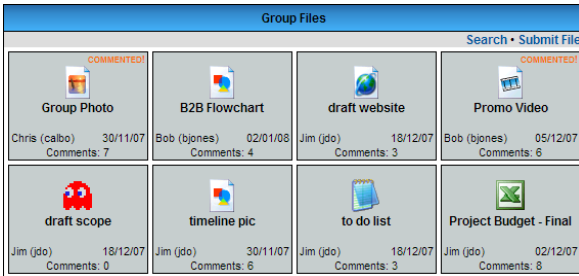 Group Files
Search • Submit File
COMMENTED!
Group Photo
Chris (calbo) 30/11/07
Comments: 7
B2B Flowchart
Bob (bjones) 02/01/08
Comments: 4
draft website
Jim (jdo) 18/12/07
Comments: 3
COMMENTED!
Promo Video
Bob (bjones) 05/12/07
Comments: 6
draft scope
Jim (jdo) 18/12/07
Comments: 0
timeline pic
Jim (jdo) 30/11/07
Comments: 6
to do list
Jim (jdo) 18/12/07
Comments: 3
Project Budget - Final
Jim (jdo) 02/12/07
Comments: 8